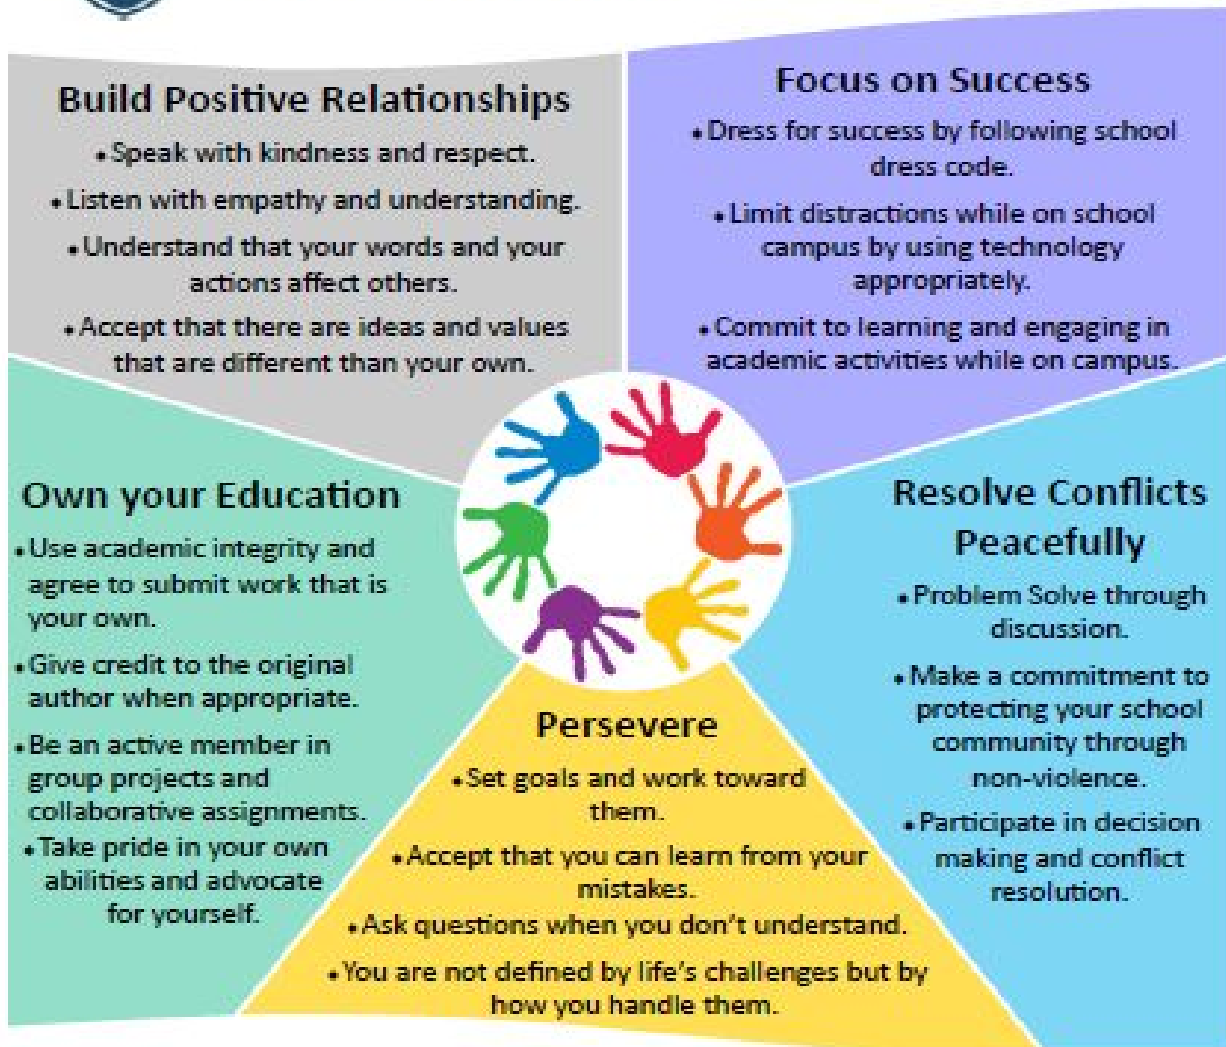 Build Positive Relationships
•Speak with kindness and respect.
•Listen with empathy and understanding.
•Understand that your words and your
actions affect others.
•Accept that there are ideas and values
that are different than your own.
Focus on Success
•Dress for success by following school
dress code.
•Limit distractions while on school
campus by using technology
appropriately.
•Commit to learning and engaging in
academic activities while on campus.
Own your Education
•Use academic integrity and
agree to submit work that is
your own.
•Give credit to the original
author when appropriate.
•Be an active member in
group projects and
collaborative assignments.
•Take pride in your own
abilities and advocate
for yourself.
Resolve Conflicts
Peacefully
•Problem Solve through
discussion.
•Make a commitment to
protecting your school
community through
non-violence.
•Participate in decision
making and conflict
resolution.
Persevere
•Set goals and work toward
them.
•Accept that you can learn from your
mistakes.
•Ask questions when you don’t understand.
•You are not defined by life’s challenges but by
how you handle them.